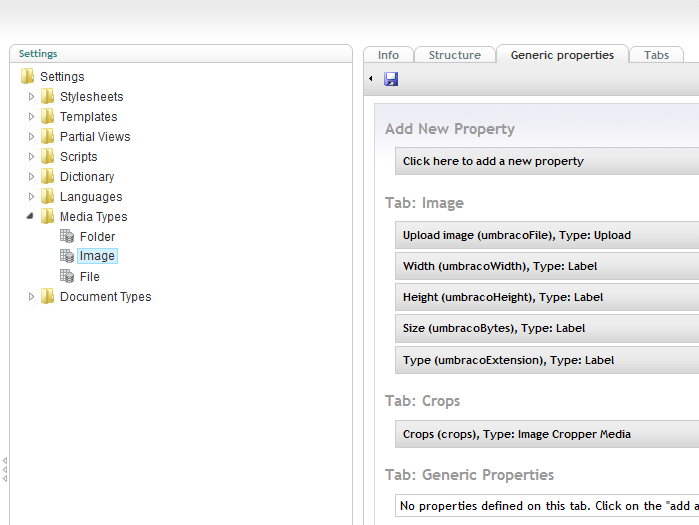 Settings
Settings
Stylesheets
Templates
Partial Views
Scripts
Dictionary
Languages
Media Types
Folder
Image
File
Document Types
Info Structure Generic properties Tabs
Add New Property
Click here to add a new property
Tab: Image
Upload image (umbracoFile), Type: Upload
Width (umbracoWidth), Type: Label
Height (umbracoHeight), Type: Label
Size (umbracoBytes), Type: Label
Type (umbracoExtension), Type: Label
Tab: Crops
Crops (crops), Type: Image Cropper Media
Tab: Generic Properties
No properties defined on this tab. Click on the "add a